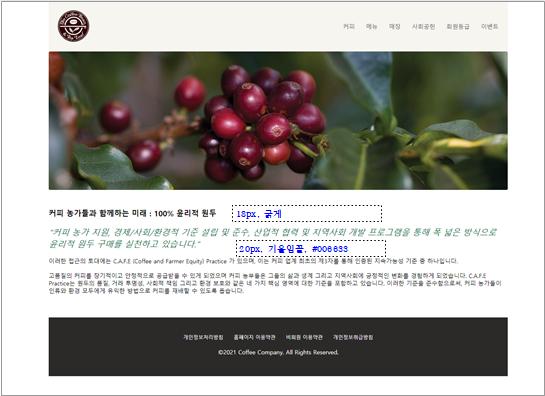 커피 메뉴 매장 사회공헌 회원등급 이벤트
커피 농가들과 함께하는 미래 : 100% 윤리적 원두
18px, 굵게
"커피 농가 지원, 경제/사회/환경적 기준 설립 및 준수, 산업적 협력 및 지역사회 개발 프로그램을 통해 폭 넓은 방식으로
윤리적 원두 구매를 실천하고 있습니다."
20px, 기울임꼴, #006633
이러한 접근의 토대에는 C.A.F.E (Coffee and Farmer Equity) Practice 가 있으며, 이는 커피 업계 최초의 제3자를 통해 인증된 지속가능성 기준 중 하나입니다.
고품질의 커피를 장기적이고 안정적으로 공급받을 수 있게 되었으며 커피 농부들은 그들의 삶과 생계 그리고 지역사회에 긍정적인 변화를 경험하게 되었습니다. C.A.F.E
Practice는 원두의 품질, 거래 투명성, 사회적 책임 그리고 환경 보호와 같은 네 가지 핵심 영역에 대한 기준을 포함하고 있습니다. 이러한 기준을 준수함으로써, 커피 농가들이
인류와 환경 모두에게 유익한 방법으로 커피를 재배할 수 있도록 돕습니다.
개인정보처리방침 홈페이지 이용약관 비회원 이용약관 개인정보취급방침
©2021 Coffee Company. All Rights Reserved.